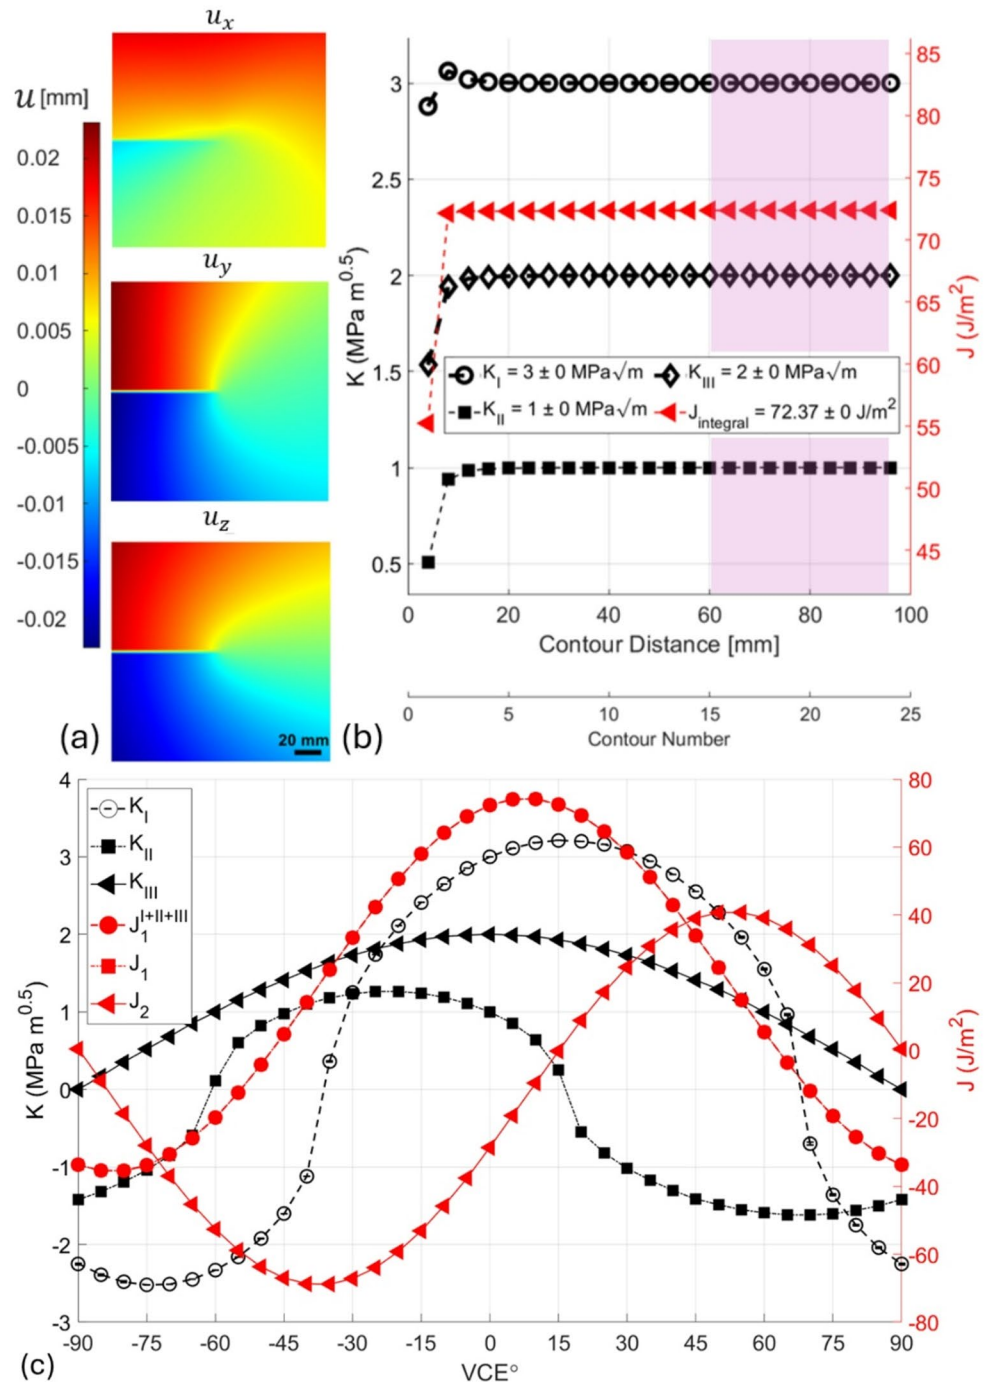 uₓ
u [mm]
0.02
0.015
0.01
0.005
0
-0.005
-0.01
-0.015
-0.02
u_y
u_z
20 mm
(a)
3
2.5
2
1.5
1
0.5
K (MPa m^0.5)
85
80
75
70
65
60
55
50
45
J (J/m²)
K_I = 3 ± 0 MPa√m
K_III = 2 ± 0 MPa√m
K_II = 1 ± 0 MPa√m
J_integral = 72.37 ± 0 J/m²
0 20 40 60 80 100
Contour Distance [mm]
0 5 10 15 20 25
Contour Number
(b)
4
3
2
1
0
-1
-2
-3
K (MPa m^0.5)
K_I
K_II
K_III
J_1^I+II+III
J_1
J_2
80
60
40
20
0
-20
-40
-60
-80
J (J/m²)
-90 -75 -60 -45 -30 -15 0 15 30 45 60 75 90
VCE°
(c)